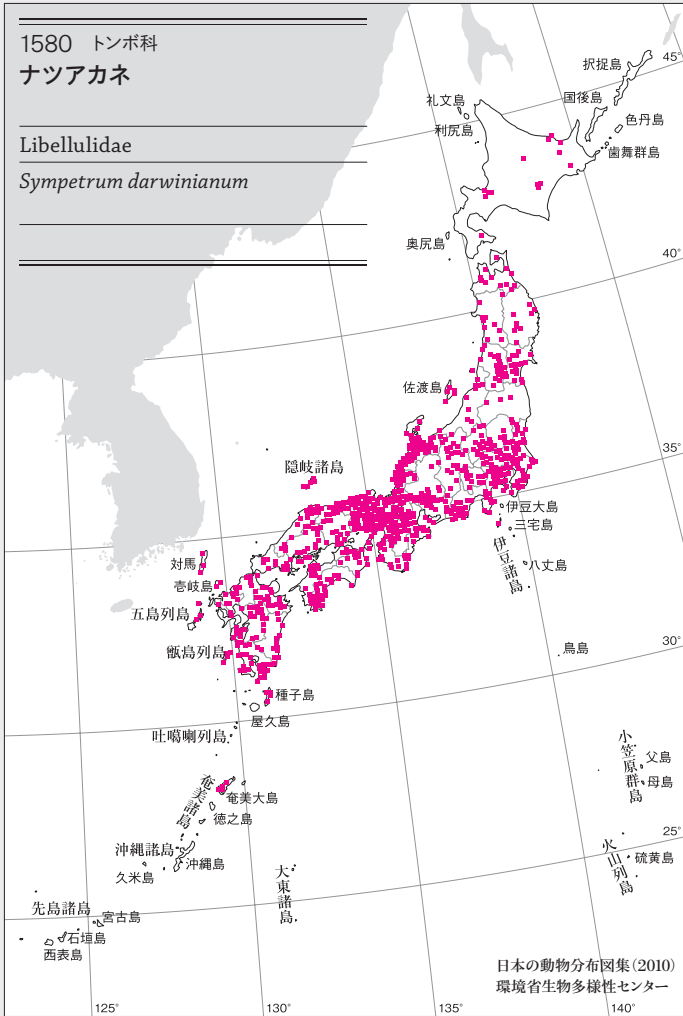 1580 トンボ科
ナツアカネ
Libellulidae
Sympetrum darwinianum
45°
択捉島
国後島
礼文島
色丹島
利尻島
歯舞群島
奥尻島
40°
佐渡島
35°
隠岐諸島
伊豆大島
三宅島
伊豆諸島
八丈島
対馬
壱岐島
五島列島
甑島列島
鳥島
30°
種子島
屋久島
吐噶喇列島
小笠原群島
父島
母島
奄美諸島
奄美大島
徳之島
25°
沖縄諸島
沖縄島
久米島
火山列島
硫黄島
大東諸島
先島諸島
宮古島
石垣島
西表島
日本の動物分布図集(2010)
環境省生物多様性センター
125°
130°
135°
140°